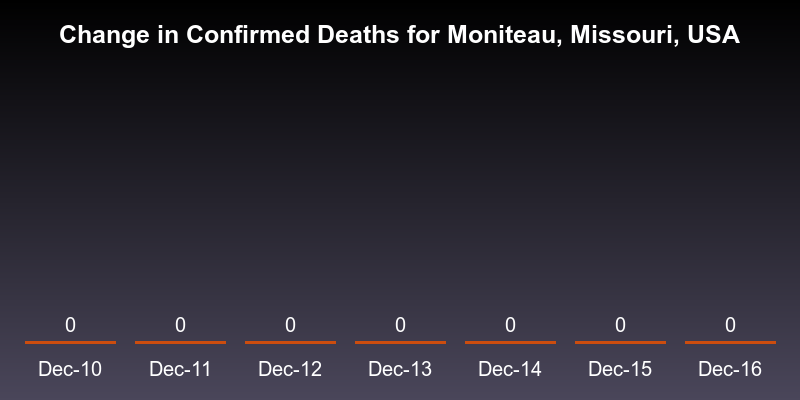 Change in Confirmed Deaths for Moniteau, Missouri, USA
0 0 0 0 0 0 0
Dec-10 Dec-11 Dec-12 Dec-13 Dec-14 Dec-15 Dec-16